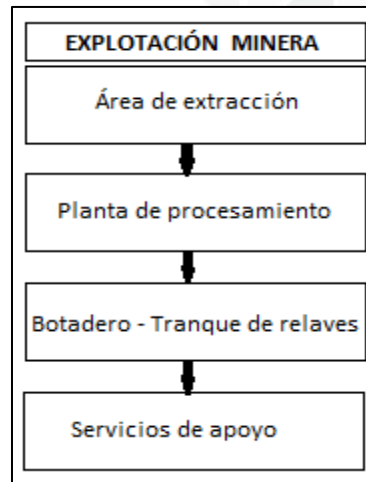 EXPLOTACIÓN MINERA
Área de extracción
Planta de procesamiento
Botadero - Tranque de relaves
Servicios de apoyo